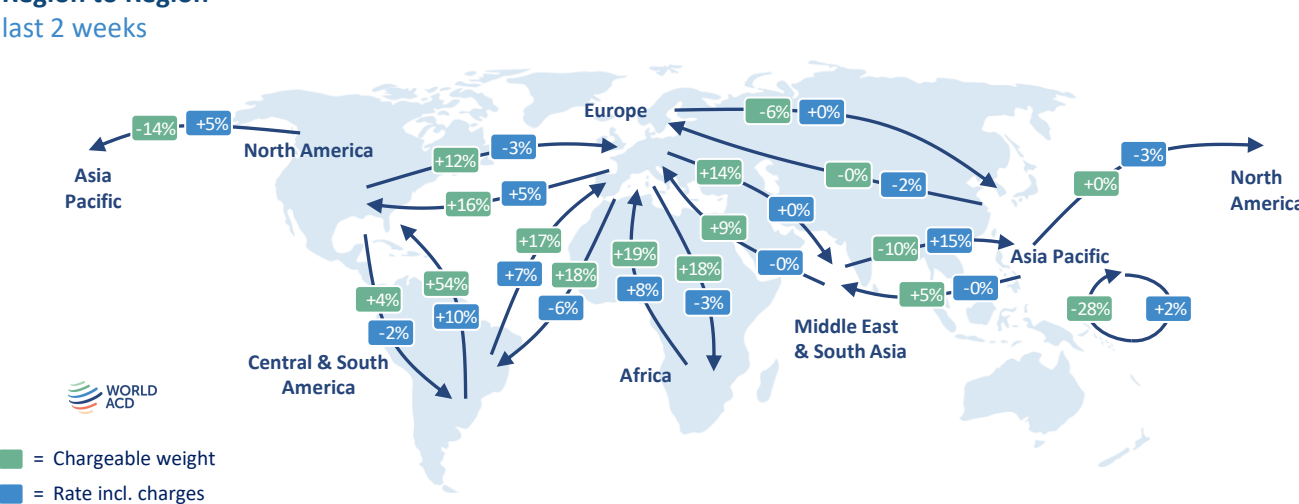 Region to Region
last 2 weeks
-14%
+5%
North America
Asia
Pacific
+12%
-3%
+16%
+5%
Europe
-6%
+0%
-0%
-2%
+14%
+0%
+9%
-0%
-10%
+15%
+5%
-0%
Asia Pacific
+0%
-3%
North
America
-28%
+2%
Middle East
& South Asia
+17%
+7%
+18%
-6%
+19%
+8%
+18%
-3%
Africa
+4%
-2%
+54%
+10%
Central & South
America
WORLD
ACD
= Chargeable weight
= Rate incl. charges